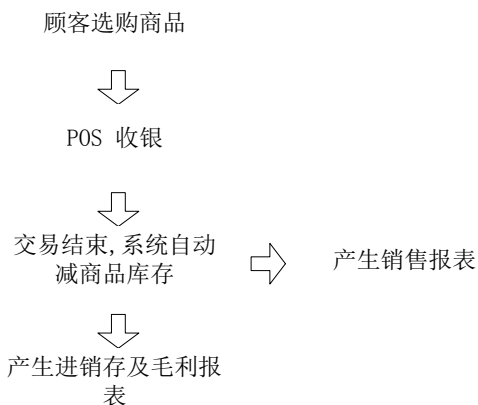 顾客选购商品
POS 收银
交易结束,系统自动
减商品库存
产生销售报表
产生进销存及毛利报
表